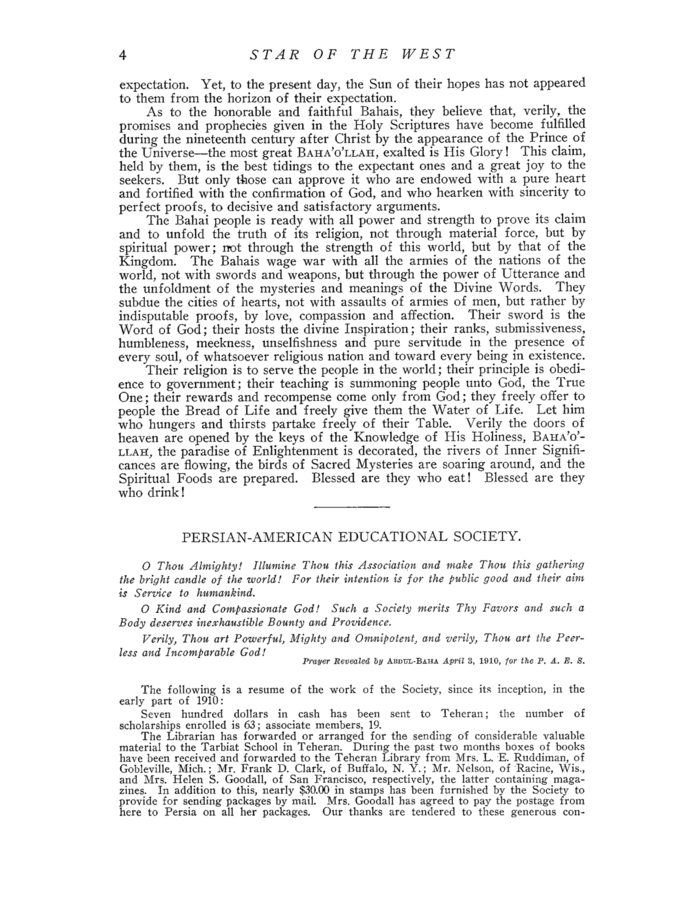 4 STAR OF THE WEST
expectation. Yet, to the present day, the Sun of their hopes has not appeared
to them from the horizon of their expectation.
As to the honorable and faithful Bahais, they believe that, verily, the
promises and prophecies given in the Holy Scriptures have become fulfilled
during the nineteenth century after Christ by the appearance of the Prince of
the Universe—the most great BAHA'O'LLAH, exalted is His Glory! This claim,
held by them, is the best tidings to the expectant ones and a great joy to the
seekers. But only those can approve it who are endowed with a pure heart
and fortified with the confirmation of God, and who hearken with sincerity to
perfect proofs, to decisive and satisfactory arguments.
The Bahai people is ready with all power and strength to prove its claim
and to unfold the truth of its religion, not through material force, but by
spiritual power; not through the strength of this world, but by that of the
Kingdom. The Bahais wage war with all the armies of the nations of the
world, not with swords and weapons, but through the power of Utterance and
the unfoldment of the mysteries and meanings of the Divine Words. They
subdue the cities of hearts, not with assaults of armies of men, but rather by
indisputable proofs, by love, compassion and affection. Their sword is the
Word of God; their hosts the divine Inspiration; their ranks, submissiveness,
humbleness, meekness, unselfishness and pure servitude in the presence of
every soul, of whatsoever religious nation and toward every being in existence.
Their religion is to serve the people in the world; their principle is obedi-
ence to government; their teaching is summoning people unto God, the True
One; their rewards and recompense come only from God; they freely offer to
people the Bread of Life and freely give them the Water of Life. Let him
who hungers and thirsts partake freely of their Table. Verily the doors of
heaven are opened by the keys of the Knowledge of His Holiness, BAHA'O'-
LLAH, the paradise of Enlightenment is decorated, the rivers of Inner Signifi-
cances are flowing, the birds of Sacred Mysteries are soaring around, and the
Spiritual Foods are prepared. Blessed are they who eat! Blessed are they
who drink!
PERSIAN-AMERICAN EDUCATIONAL SOCIETY.
O Thou Almighty! Illumine Thou this Association and make Thou this gathering
the bright candle of the world! For their intention is for the public good and their aim
is Service to humankind.
O Kind and Compassionate God! Such a Society merits Thy Favors and such a
Body deserves inexhaustible Bounty and Providence.
Verily, Thou art Powerful, Mighty and Omnipotent, and verily, Thou art the Peer-
less and Incomparable God!
Prayer Revealed by ABDUL-BAHA April 3, 1910, for the P. A. E. S.
The following is a resume of the work of the Society, since its inception, in the
early part of 1910:
Seven hundred dollars in cash has been sent to Teheran; the number of
scholarships enrolled is 63; associate members, 19.
The Librarian has forwarded or arranged for the sending of considerable valuable
material to the Tarbiat School in Teheran. During the past two months boxes of books
have been received and forwarded to the Teheran Library from Mrs. L. E. Ruddiman, of
Gobleville, Mich.; Mr. Frank D. Clark, of Buffalo, N. Y.; Mr. Nelson, of Racine, Wis.,
and Mrs. Helen S. Goodall, of San Francisco, respectively, the latter containing maga-
zines. In addition to this, nearly $30.00 in stamps has been furnished by the Society to
provide for sending packages by mail. Mrs. Goodall has agreed to pay the postage from
here to Persia on all her packages. Our thanks are tendered to these generous con-